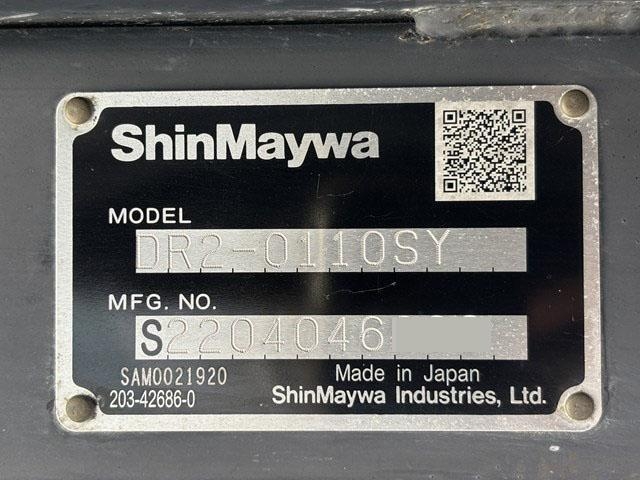 ShinMaywa
MODEL
DR2-0110SY
MFG. NO.
S2204046
SAM0021920
Made in Japan
203-42686-0
ShinMaywa Industries, Ltd.